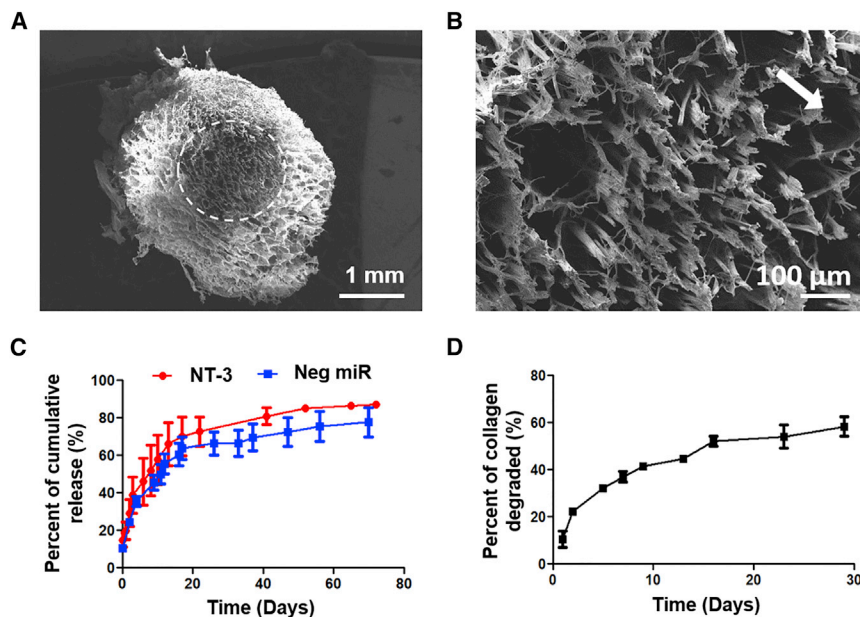 A
B
1 mm
100 µm
C
D
NT-3
Neg miR
Percent of cumulative
release (%)
100
80
60
40
20
0
0
20
40
60
80
Time (Days)
Percent of collagen
degraded (%)
80
60
40
20
0
0
10
20
30
Time (Days)